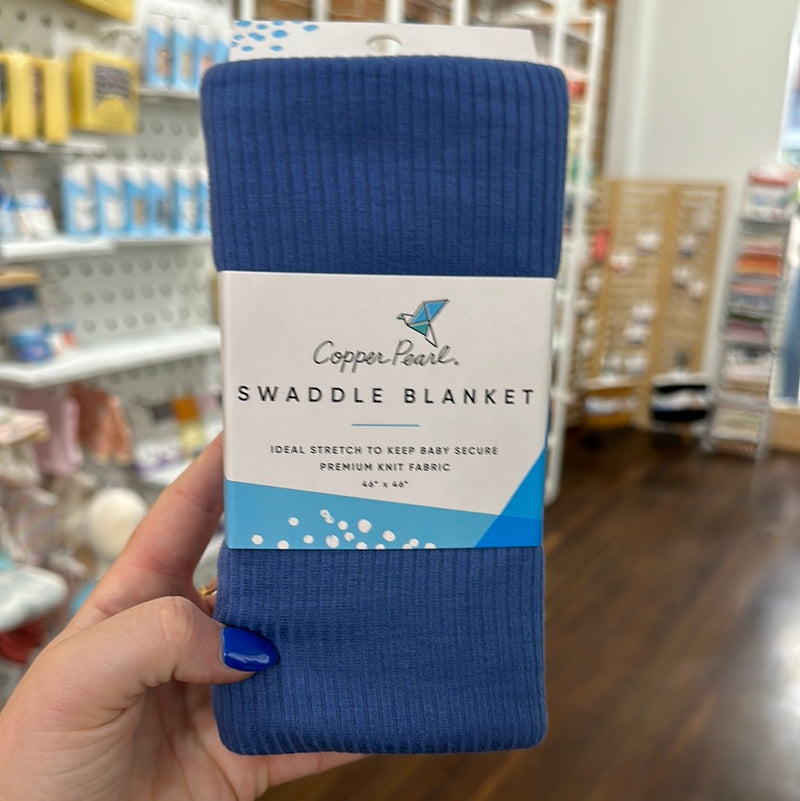 Copper Pearl.
SWADDLE BLANKET
IDEAL STRETCH TO KEEP BABY SECURE
PREMIUM KNIT FABRIC
46" x 46"